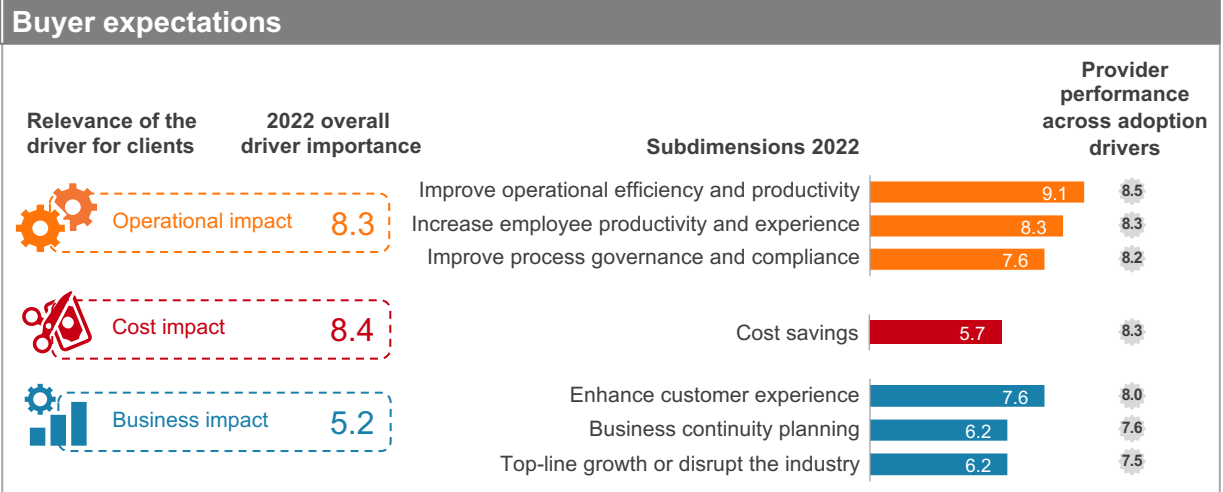 Buyer expectations
Relevance of the
driver for clients
2022 overall
driver importance
Subdimensions 2022
Provider
performance
across adoption
drivers
Operational impact 8.3
Improve operational efficiency and productivity 9.1 8.5
Increase employee productivity and experience 8.3 8.3
Improve process governance and compliance 7.6 8.2
Cost impact 8.4
Cost savings 5.7 8.3
Business impact 5.2
Enhance customer experience 7.6 8.0
Business continuity planning 6.2 7.6
Top-line growth or disrupt the industry 6.2 7.5